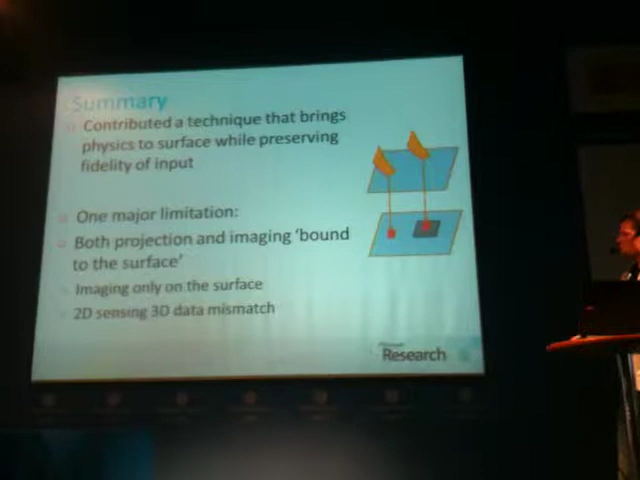 Summary
Contributed a technique that brings
physics to surface while preserving
fidelity of input
One major limitation:
Both projection and imaging 'bound
to the surface'
Imaging only on the surface
2D sensing 3D data mismatch
Research